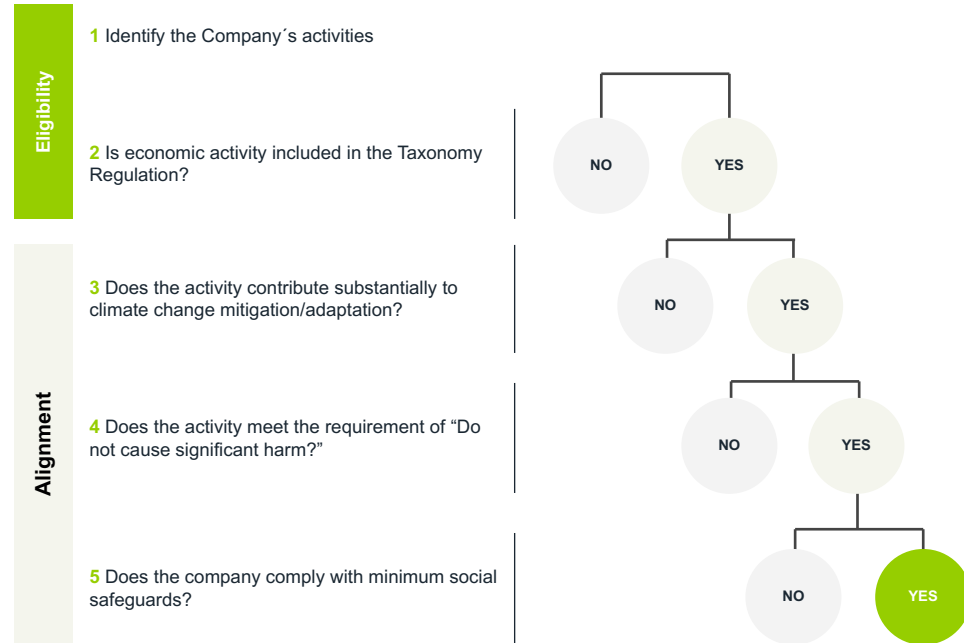 Eligibility
1 Identify the Company´s activities
2 Is economic activity included in the Taxonomy
Regulation?
NO
YES
Alignment
3 Does the activity contribute substantially to
climate change mitigation/adaptation?
NO
YES
4 Does the activity meet the requirement of “Do
not cause significant harm?”
NO
YES
5 Does the company comply with minimum social
safeguards?
NO
YES